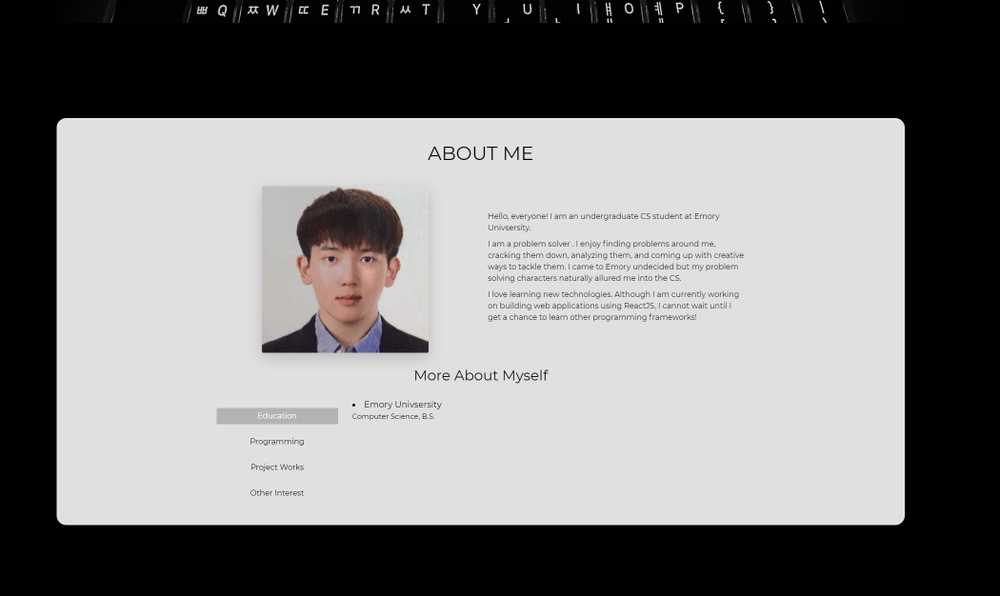 ㅃ Q ㅉ W ㄸ E ㄲ R ㅆ T Y U I ㅒ O ㅖ P { } |
ABOUT ME
Hello, everyone! I am an undergraduate CS student at Emory
Univsersity.
I am a problem solver . I enjoy finding problems around me,
cracking them down, analyzing them, and coming up with creative
ways to tackle them. I came to Emory undecided but my problem
solving characters naturally allured me into the CS.
I love learning new technologies. Although I am currently working
on building web applications using ReactJS, I cannot wait until I
get a chance to learn other programming frameworks!
More About Myself
Education
• Emory Univsersity
Computer Science, B.S.
Programming
Project Works
Other Interest